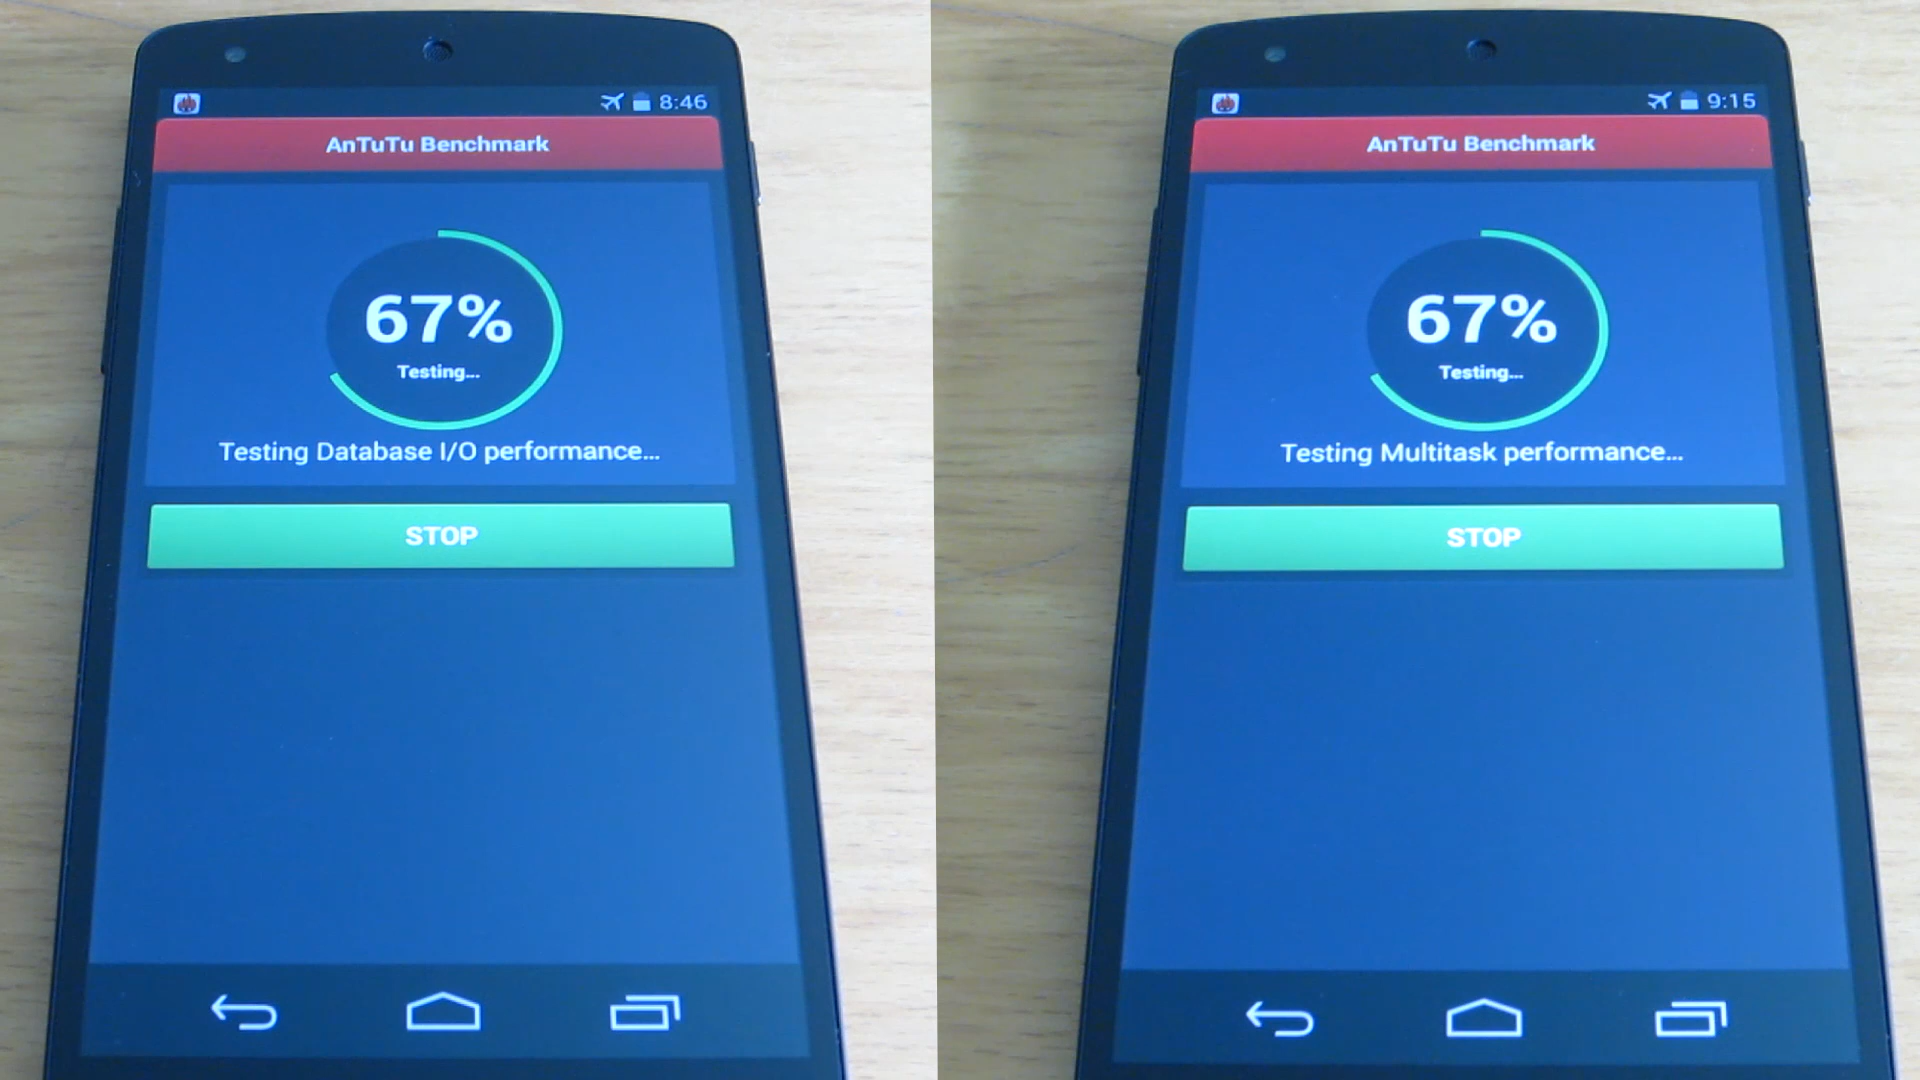 8:46
AnTuTu Benchmark
67%
Testing...
Testing Database I/O performance...
STOP
9:15
AnTuTu Benchmark
67%
Testing...
Testing Multitask performance...
STOP